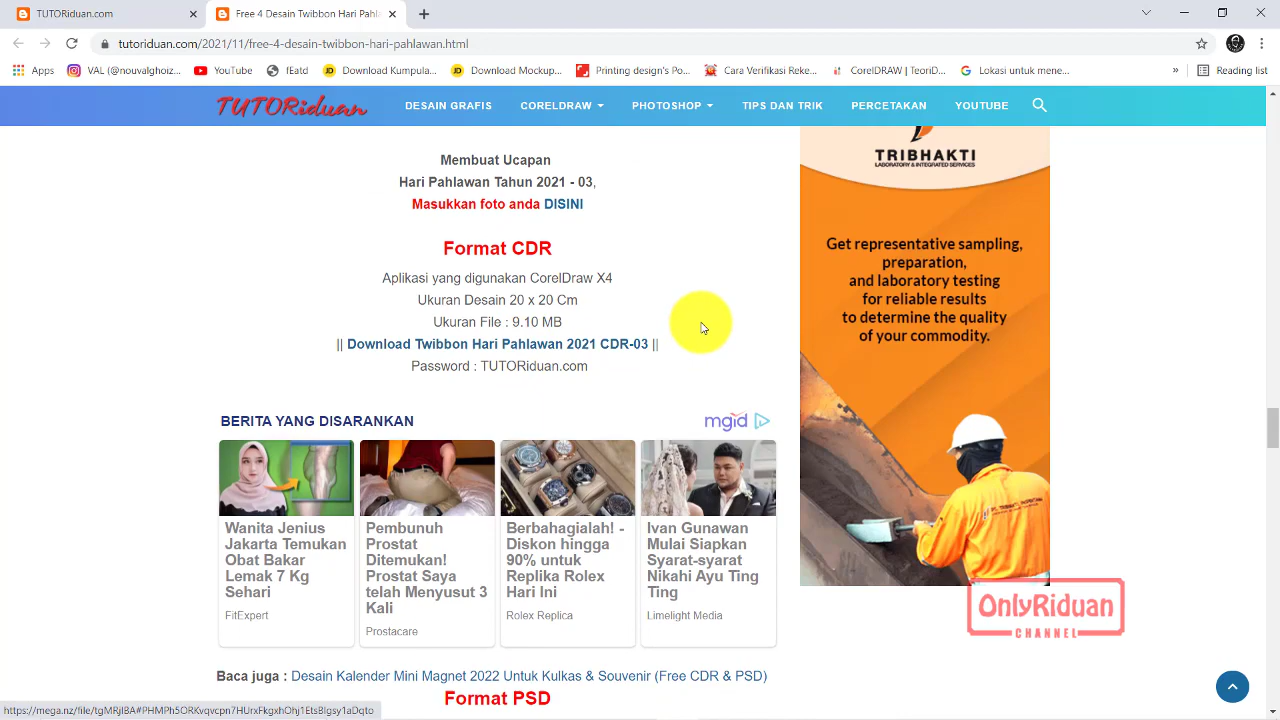 TUTORiduan.com
Free 4 Desain Twibbon Hari Pahl
tutoriduan.com/2021/11/free-4-desain-twibbon-hari-pahlawan.html
Apps
VAL (@nouvalghoiz...
YouTube
fEatd
Download Kumpula...
Download Mockup...
Printing design's Po...
Cara Verifikasi Reke...
CorelDRAW | TeoriD...
Lokasi untuk mene...
»
Reading list
TUTORiduan
DESAIN GRAFIS
CORELDRAW
PHOTOSHOP
TIPS DAN TRIK
PERCETAKAN
YOUTUBE
Membuat Ucapan
Hari Pahlawan Tahun 2021 - 03,
Masukkan foto anda DISINI
Format CDR
Aplikasi yang digunakan CorelDraw X4
Ukuran Desain 20 x 20 Cm
Ukuran File : 9.10 MB
|| Download Twibbon Hari Pahlawan 2021 CDR-03 ||
Password : TUTORiduan.com
BERITA YANG DISARANKAN
mgid
Wanita Jenius
Jakarta Temukan
Obat Bakar
Lemak 7 Kg
Sehari
FitExpert
Pembunuh
Prostat
Ditemukan!
Prostat Saya
telah Menyusut 3
Kali
Prostacare
Berbahagialah! -
Diskon hingga
90% untuk
Replika Rolex
Hari Ini
Rolex Replica
Ivan Gunawan
Mulai Siapkan
Syarat-syarat
Nikahi Ayu Ting
Ting
Limelight Media
Baca juga : Desain Kalender Mini Magnet 2022 Untuk Kulkas & Souvenir (Free CDR & PSD)
Format PSD
TRIBHAKTI
LABORATORY & INTEGRATED SERVICES
Get representative sampling,
preparation,
and laboratory testing
for reliable results
to determine the quality
of your commodity.
OnlyRiduan
CHANNEL